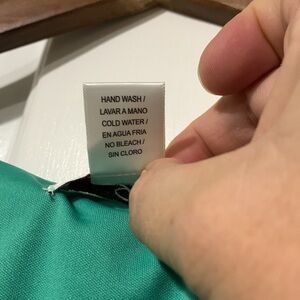 HAND WASH /
LAVAR A MANO
COLD WATER /
EN AGUA FRIA
NO BLEACH /
SIN CLORO